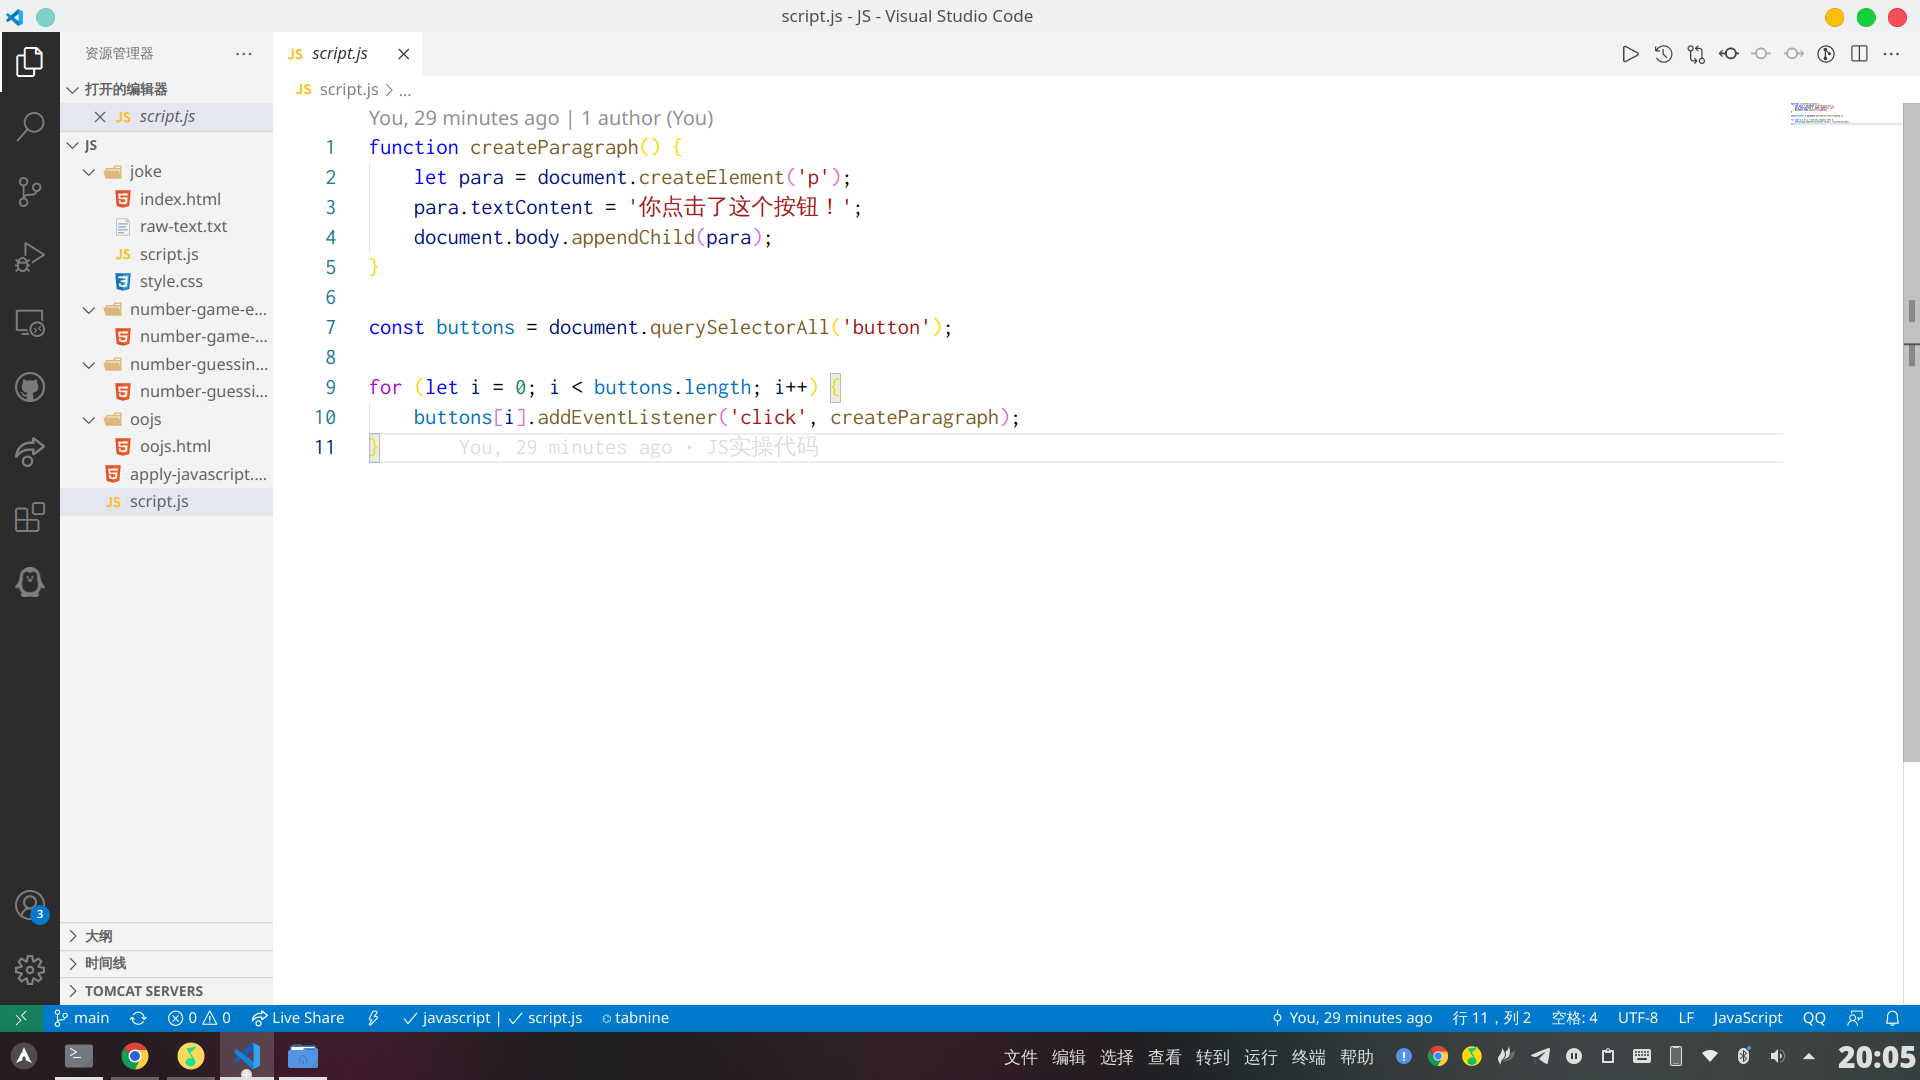 script.js - JS - Visual Studio Code
资源管理器
打开的编辑器
JS script.js
JS
joke
index.html
raw-text.txt
JS script.js
style.css
number-game-e...
number-game-...
number-guessin...
number-guessi...
oojs
oojs.html
apply-javascript....
JS script.js
大纲
时间线
TOMCAT SERVERS
3
JS script.js
JS script.js > ...
You, 29 minutes ago | 1 author (You)
1 function createParagraph() {
2 let para = document.createElement('p');
3 para.textContent = '你点击了这个按钮！';
4 document.body.appendChild(para);
5 }
6
7 const buttons = document.querySelectorAll('button');
8
9 for (let i = 0; i < buttons.length; i++) {
10 buttons[i].addEventListener('click', createParagraph);
11 } You, 29 minutes ago • JS实操代码
main 0 0 Live Share javascript | script.js tabnine You, 29 minutes ago 行 11，列 2 空格: 4 UTF-8 LF JavaScript QQ
文件 编辑 选择 查看 转到 运行 终端 帮助 20:05